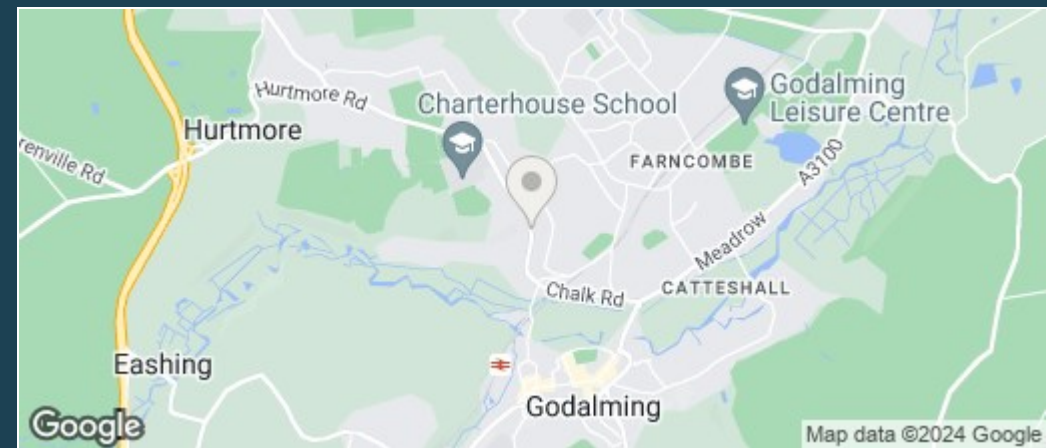 Hurtmore Rd
Charterhouse School
Godalming
Leisure Centre
Hurtmore
renville Rd
FARNCOMBE
A3100
Meadrow
CATTESHALL
Chalk Rd
Eashing
Godalming
Google
Map data ©2024 Google